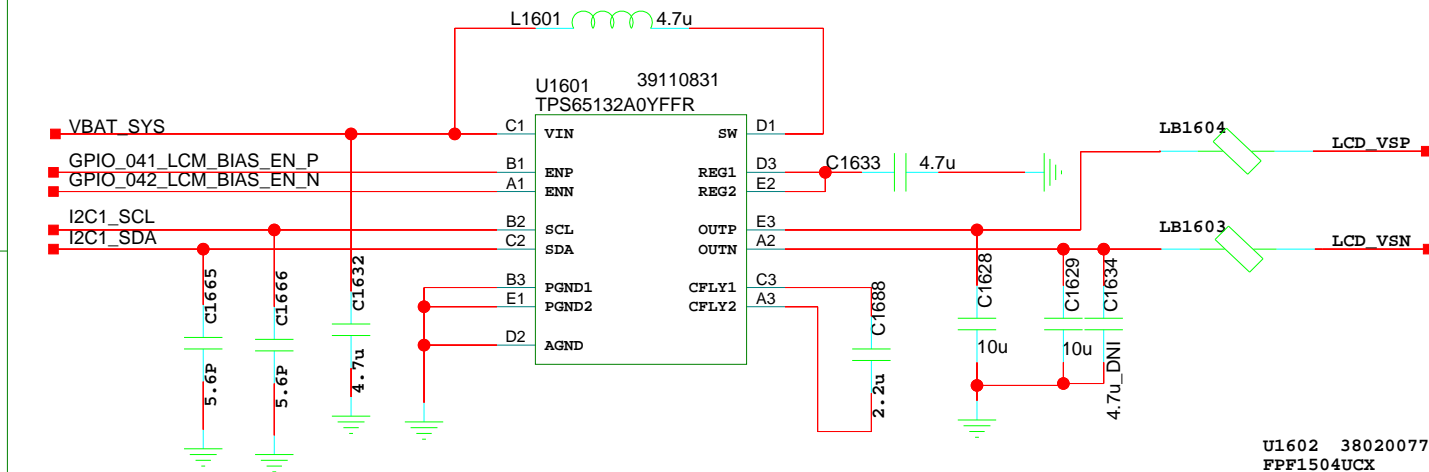 L1601 4.7u
U1601 39110831
TPS65132A0YFFR
VBAT_SYS C1 VIN SW D1
LB1604 LCD_VSP
GPIO_041_LCM_BIAS_EN_P B1 ENP REG1 D3 C1633 4.7u
GPIO_042_LCM_BIAS_EN_N A1 ENN REG2 E2
I2C1_SCL B2 SCL OUTP E3
LB1603 LCD_VSN
I2C1_SDA C2 SDA OUTN A2
B3 PGND1 CFLY1 C3
E1 PGND2 CFLY2 A3
D2 AGND
C1665
5.6P
C1666
5.6P
C1632
4.7u
C1688
2.2u
C1628
10u
C1629
10u
C1634
4.7u_DNI
U1602 38020077
FPF1504UCX